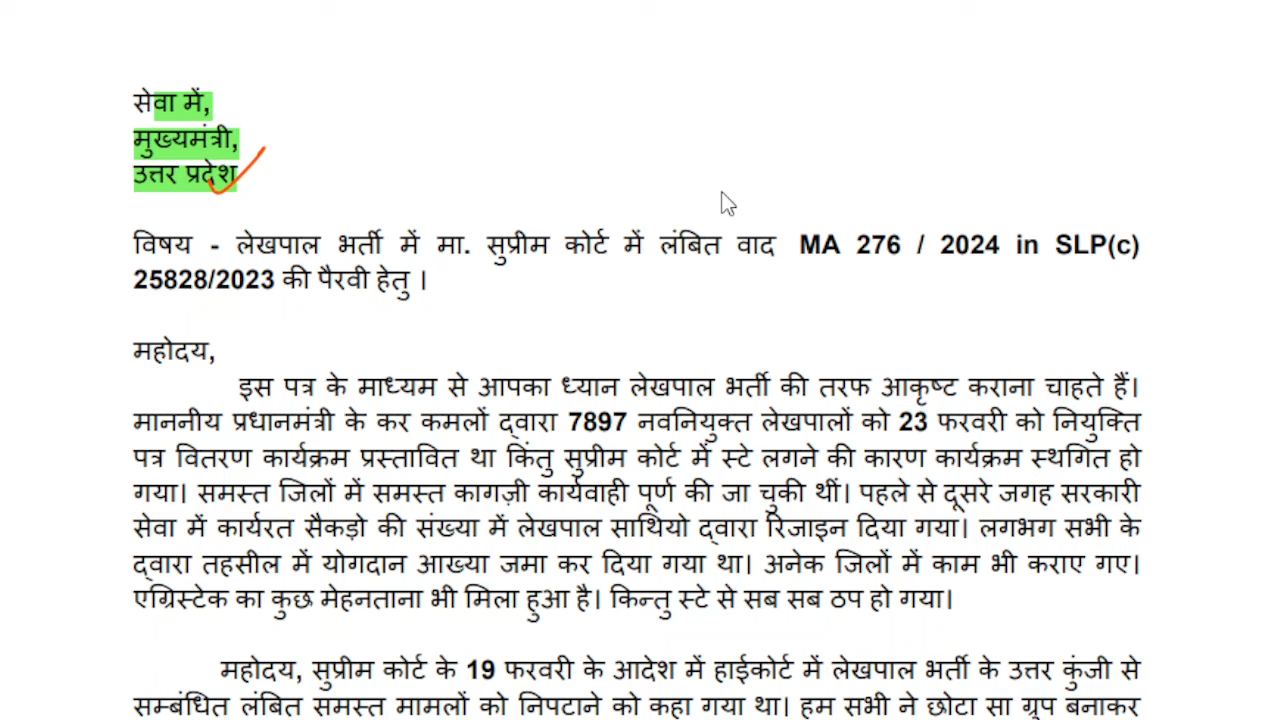 सेवा में,
मुख्यमंत्री,
उत्तर प्रदेश
विषय - लेखपाल भर्ती में मा. सुप्रीम कोर्ट में लंबित वाद MA 276 / 2024 in SLP(c)
25828/2023 की पैरवी हेतु ।
महोदय,
इस पत्र के माध्यम से आपका ध्यान लेखपाल भर्ती की तरफ आकृष्ट कराना चाहते हैं।
माननीय प्रधानमंत्री के कर कमलों द्वारा 7897 नवनियुक्त लेखपालों को 23 फरवरी को नियुक्ति
पत्र वितरण कार्यक्रम प्रस्तावित था किंतु सुप्रीम कोर्ट में स्टे लगने की कारण कार्यक्रम स्थगित हो
गया। समस्त जिलों में समस्त कागज़ी कार्यवाही पूर्ण की जा चुकी थीं। पहले से दूसरे जगह सरकारी
सेवा में कार्यरत सैकड़ो की संख्या में लेखपाल साथियो द्वारा रिजाइन दिया गया। लगभग सभी के
द्वारा तहसील में योगदान आख्या जमा कर दिया गया था। अनेक जिलों में काम भी कराए गए।
एग्रिस्टेक का कुछ मेहनताना भी मिला हुआ है। किन्तु स्टे से सब सब ठप हो गया।
महोदय, सुप्रीम कोर्ट के 19 फरवरी के आदेश में हाईकोर्ट में लेखपाल भर्ती के उत्तर कुंजी से
सम्बंधित लंबित समस्त मामलों को निपटाने को कहा गया था। हम सभी ने छोटा सा ग्रुप बनाकर